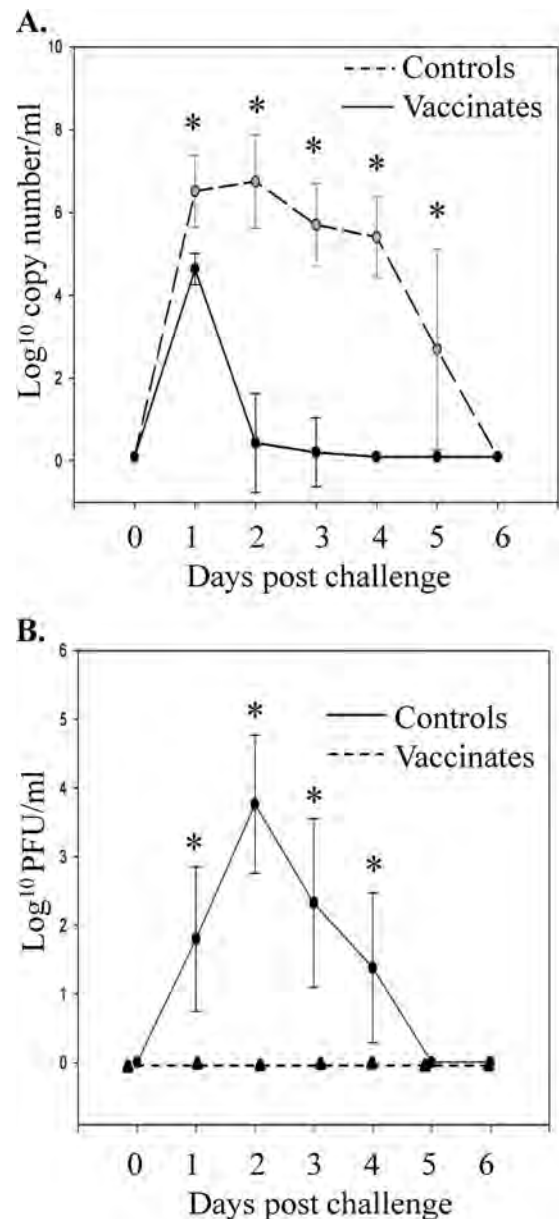 A.
10
8
6
4
2
0
Log¹⁰ copy number/ml
Controls
Vaccinates
* * * * *
0 1 2 3 4 5 6
Days post challenge
B.
6
5
4
3
2
1
0
Log¹⁰ PFU/ml
Controls
Vaccinates
* * * *
0 1 2 3 4 5 6
Days post challenge